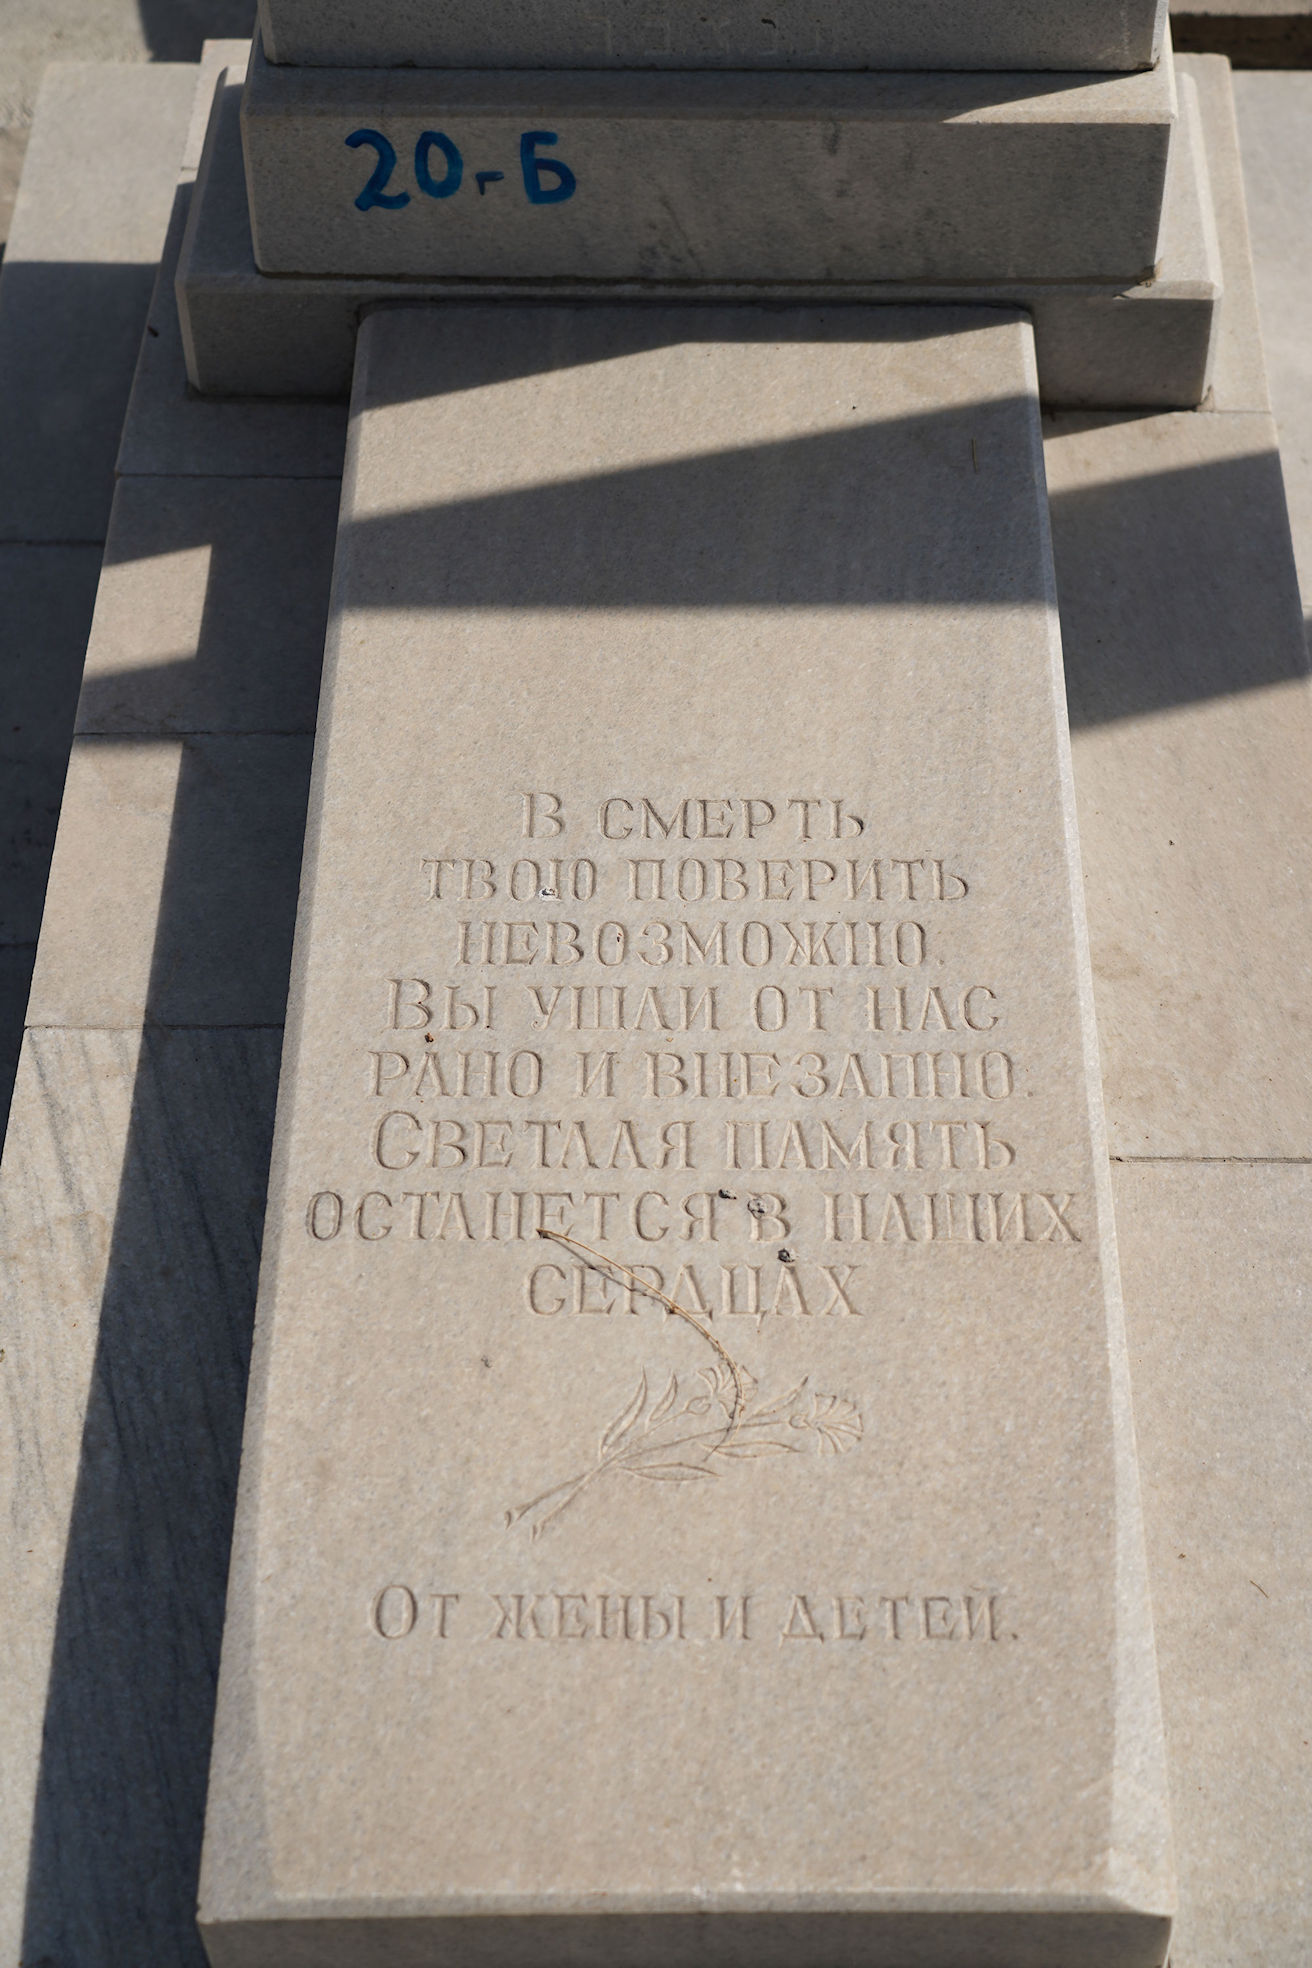 20-Б
В СМЕРТЬ
ТВОЮ ПОВЕРИТЬ
НЕВОЗМОЖНО.
ВЫ УШЛИ ОТ НАС
РАНО И ВНЕЗАПНО.
СВЕТЛАЯ ПАМЯТЬ
ОСТАНЕТСЯ В НАШИХ
СЕРДЦАХ
ОТ ЖЕНЫ И ДЕТЕЙ.